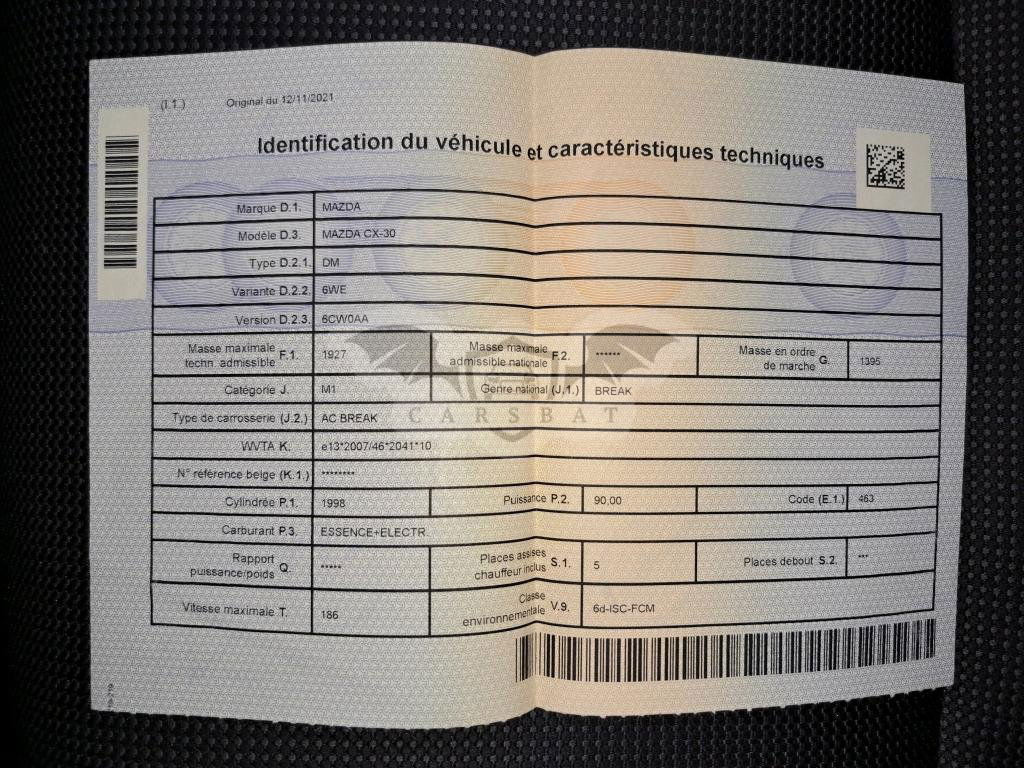 (I.1.) Original du 12/11/2021
Identification du véhicule et caractéristiques techniques
Marque D.1. MAZDA
Modèle D.3. MAZDA CX-30
Type D.2.1. DM
Variante D.2.2. 6WE
Version D.2.3. 6CW0AA
Masse maximale techn. admissible F.1. 1927 Masse maximale admissible nationale F.2. ****** Masse en ordre de marche G. 1395
Catégorie J. M1 Genre national (J.1.) BREAK
Type de carrosserie (J.2.) AC BREAK
CARSBAT
WVTA K. e13*2007/46*2041*10
N° référence belge (K.1.) ********
Cylindrée P.1. 1998 Puissance P.2. 90,00 Code (E.1.) 463
Carburant P.3. ESSENCE+ELECTR.
Rapport puissance/poids Q. ***** Places assises chauffeur inclus S.1. 5 Places debout S.2. ***
Vitesse maximale T. 186 Classe environnementale V.9. 6d-ISC-FCM